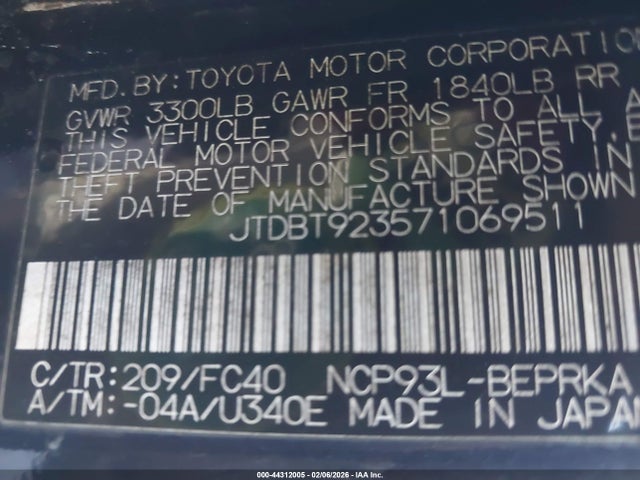 MFD. BY: TOYOTA MOTOR CORPORATION
GVWR 3300LB GAWR FR 1840LB RR
THIS VEHICLE CONFORMS TO ALL A
FEDERAL MOTOR VEHICLE SAFETY, E
THEFT PREVENTION STANDARDS IN
THE DATE OF MANUFACTURE SHOWN
JTDBT923571069511
C/TR: 209/FC40 NCP93L-BEPRKA
A/TM: -04A/U340E MADE IN JAPAN
000-44312005 - 02/06/2026 - IAA Inc.